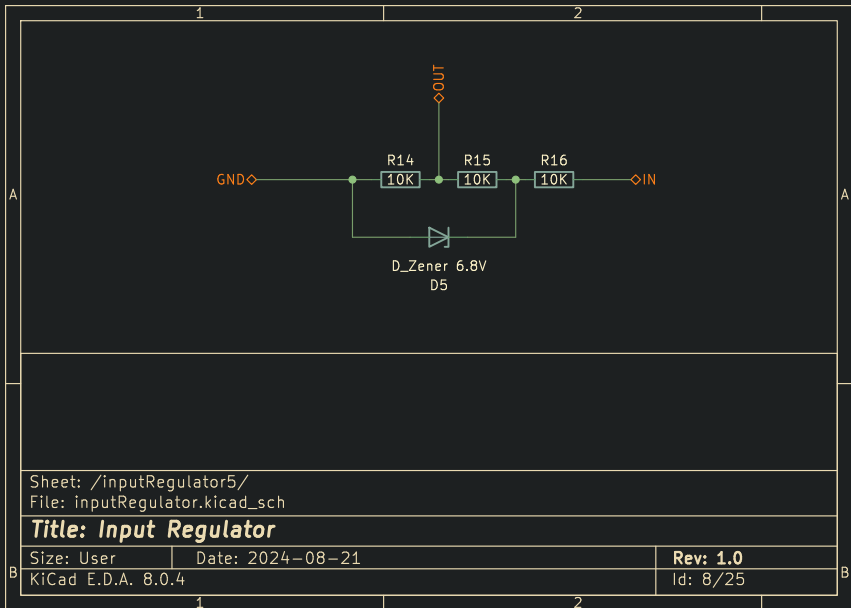 1 2
OUT
R14 R15 R16
GND 10K 10K 10K IN
A A
D_Zener 6.8V
D5
Sheet: /inputRegulator5/
File: inputRegulator.kicad_sch
Title: Input Regulator
Size: User Date: 2024-08-21 Rev: 1.0
B B
KiCad E.D.A. 8.0.4 Id: 8/25
1 2